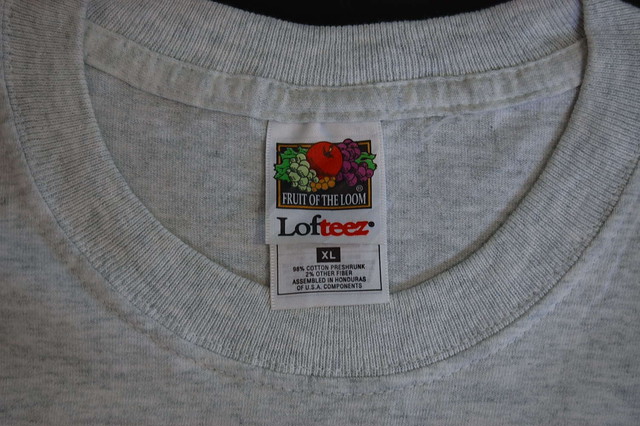 FRUIT OF THE LOOM
®
Lofteez
XL
98% COTTON PRESHRUNK
2% OTHER FIBER
ASSEMBLED IN HONDURAS
OF U.S.A. COMPONENTS